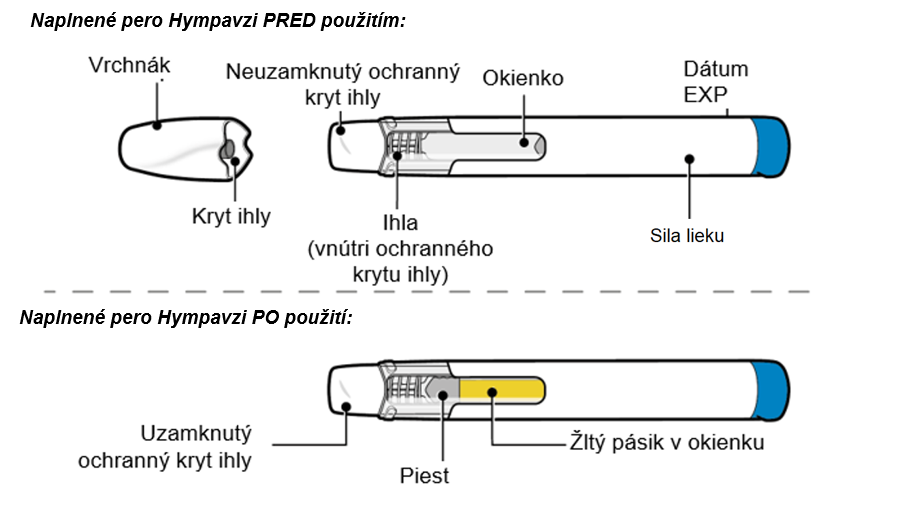 Naplnené pero Hympavzi PRED použitím:
Vrchnák
Neuzamknutý ochranný
kryt ihly
Okienko
Dátum
EXP
Kryt ihly
Ihla
(vnútri ochranného
krytu ihly)
Sila lieku
Naplnené pero Hympavzi PO použití:
Uzamknutý
ochranný kryt ihly
Piest
Žltý pásik v okienku